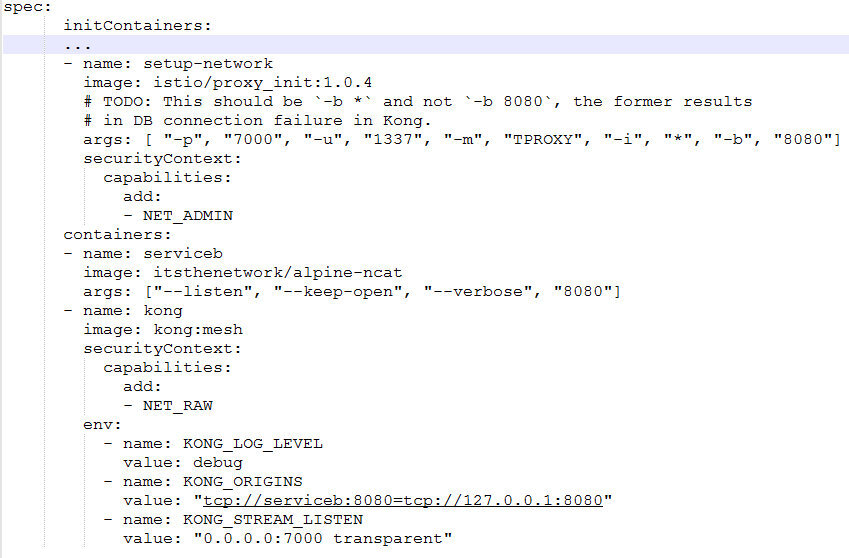 spec:
initContainers:
...
- name: setup-network
image: istio/proxy_init:1.0.4
# TODO: This should be `-b *` and not `-b 8080`, the former results
# in DB connection failure in Kong.
args: [ "-p", "7000", "-u", "1337", "-m", "TPROXY", "-i", "*", "-b", "8080"]
securityContext:
capabilities:
add:
- NET_ADMIN
containers:
- name: serviceb
image: itsthenetwork/alpine-ncat
args: ["--listen", "--keep-open", "--verbose", "8080"]
- name: kong
image: kong:mesh
securityContext:
capabilities:
add:
- NET_RAW
env:
- name: KONG_LOG_LEVEL
value: debug
- name: KONG_ORIGINS
value: "tcp://serviceb:8080=tcp://127.0.0.1:8080"
- name: KONG_STREAM_LISTEN
value: "0.0.0.0:7000 transparent"